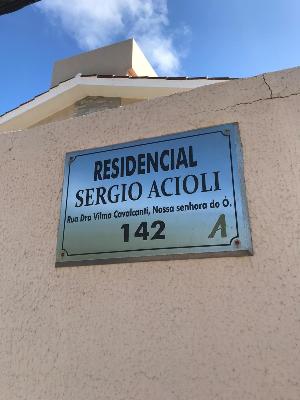 RESIDENCIAL
SERGIO ACIOLI
Rua Dra Vilma Cavalcanti, Nossa senhora do ó.
142
A